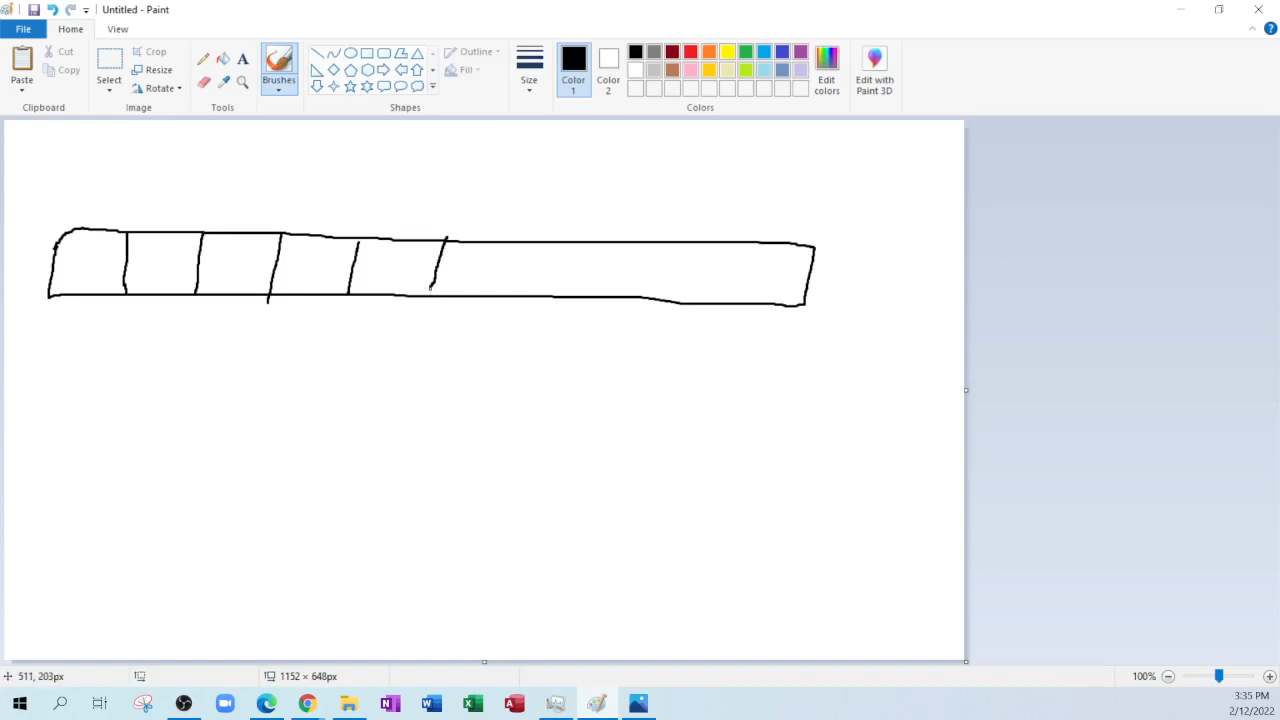 Untitled - Paint
File
Home
View
Paste
Cut
Copy
Clipboard
Select
Crop
Resize
Rotate
Image
A
Tools
Brushes
Shapes
Outline
Fill
Size
Color
1
Color
2
Colors
Edit
colors
Edit with
Paint 3D
511, 203px
1152 × 648px
100%
3:35 PM
2/12/2022